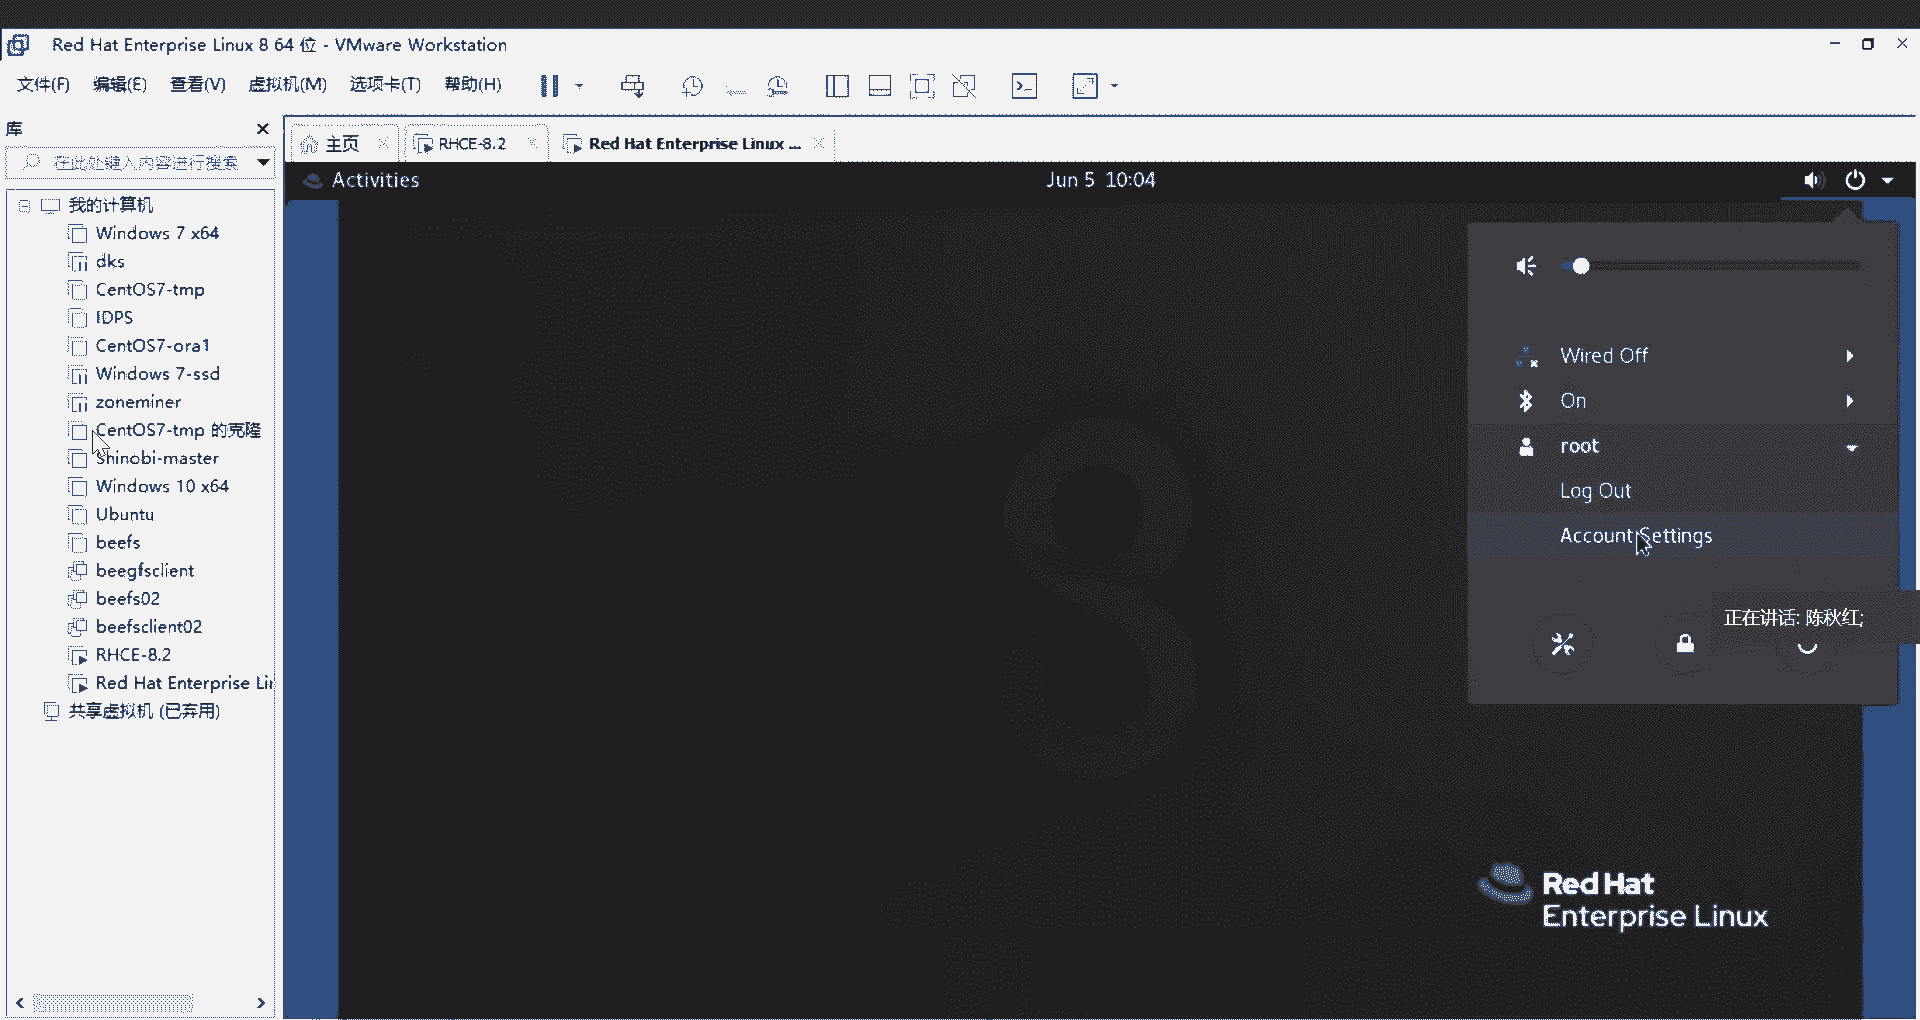 Red Hat Enterprise Linux 8 64 位 - VMware Workstation
文件(F) 编辑(E) 查看(V) 虚拟机(M) 选项卡(T) 帮助(H)
库
在此处键入内容进行搜索
主页 RHCE-8.2 Red Hat Enterprise Linux ...
Activities Jun 5 10:04
我的计算机
Windows 7 x64
dks
CentOS7-tmp
IDPS
CentOS7-ora1
Windows 7-ssd
zoneminer
CentOS7-tmp 的克隆
Shinobi-master
Windows 10 x64
Ubuntu
beefs
beegfsclient
beefs02
beefsclient02
RHCE-8.2
Red Hat Enterprise Li
共享虚拟机 (已弃用)
Wired Off
On
root
Log Out
Account Settings
正在讲话: 陈秋红;
8
Red Hat
Enterprise Linux